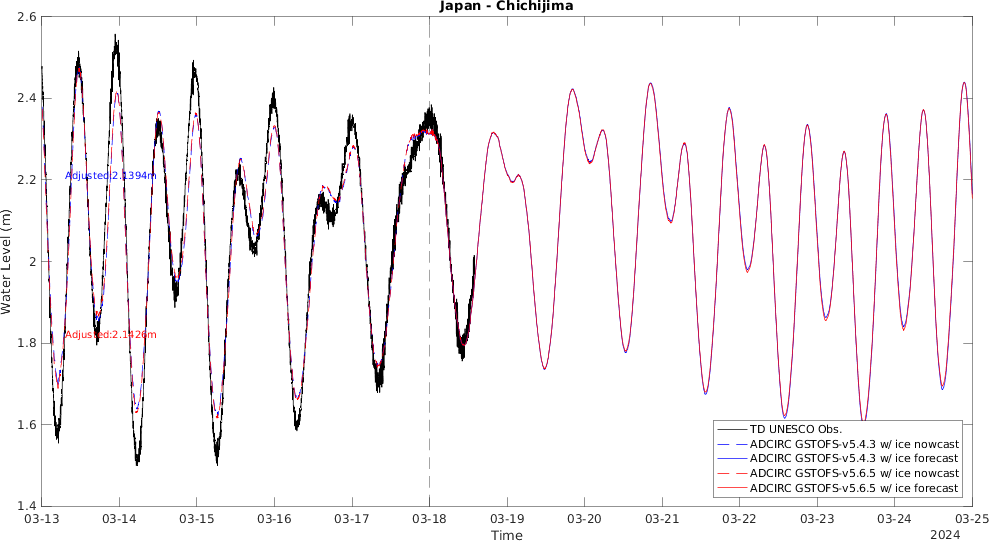 Japan - Chichijima
2.6
2.4
2.2
2
1.8
1.6
1.4
Water Level (m)
Adjusted:2.1394m
Adjusted:2.1426m
TD UNESCO Obs.
ADCIRC GSTOFS-v5.4.3 w/ ice nowcast
ADCIRC GSTOFS-v5.4.3 w/ ice forecast
ADCIRC GSTOFS-v5.6.5 w/ ice nowcast
ADCIRC GSTOFS-v5.6.5 w/ ice forecast
03-13 03-14 03-15 03-16 03-17 03-18 03-19 03-20 03-21 03-22 03-23 03-24 03-25
Time
2024